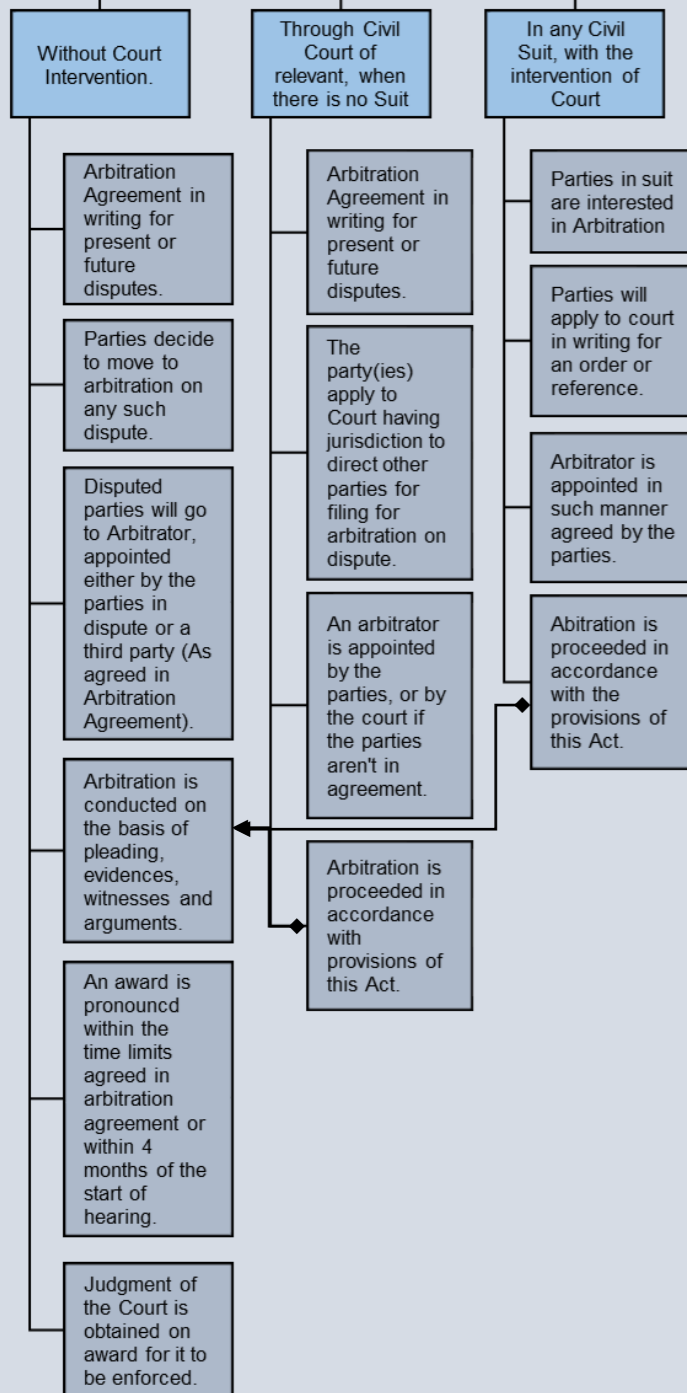 Without Court
Intervention.
Arbitration
Agreement in
writing for
present or
future
disputes.
Parties decide
to move to
arbitration on
any such
dispute.
Disputed
parties will go
to Arbitrator,
appointed
either by the
parties in
dispute or a
third party (As
agreed in
Arbitration
Agreement).
Arbitration is
conducted on
the basis of
pleading,
evidences,
witnesses and
arguments.
An award is
pronouncd
within the
time limits
agreed in
arbitration
agreement or
within 4
months of the
start of
hearing.
Judgment of
the Court is
obtained on
award for it to
be enforced.
Through Civil
Court of
relevant, when
there is no Suit
Arbitration
Agreement in
writing for
present or
future
disputes.
The
party(ies)
apply to
Court having
jurisdiction to
direct other
parties for
filing for
arbitration on
dispute.
An arbitrator
is appointed
by the
parties, or by
the court if
the parties
aren't in
agreement.
Arbitration is
proceeded in
accordance
with
provisions of
this Act.
In any Civil
Suit, with the
intervention of
Court
Parties in suit
are interested
in Arbitration
Parties will
apply to court
in writing for
an order or
reference.
Arbitrator is
appointed in
such manner
agreed by the
parties.
Abitration is
proceeded in
accordance
with the
provisions of
this Act.